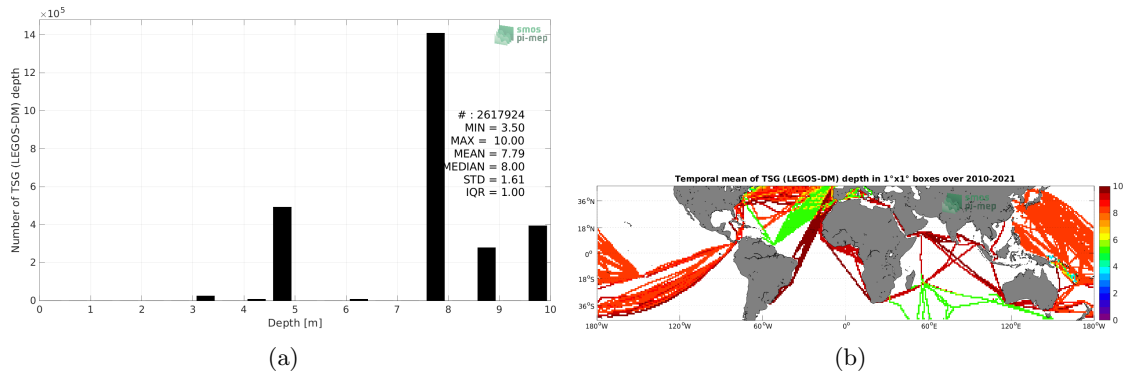 ×10⁵
smos
pi-mep
14
12
10
8
6
4
2
0
Number of TSG (LEGOS-DM) depth
# : 2617924
MIN = 3.50
MAX = 10.00
MEAN = 7.79
MEDIAN = 8.00
STD = 1.61
IQR = 1.00
0 1 2 3 4 5 6 7 8 9 10
Depth [m]
(a)
Temporal mean of TSG (LEGOS-DM) depth in 1°x1° boxes over 2010-2021
smos
pi-mep
36°N
18°N
0°
18°S
36°S
180°W 120°W 60°W 0° 60°W 120°W 180°W
10
8
6
4
2
0
(b)